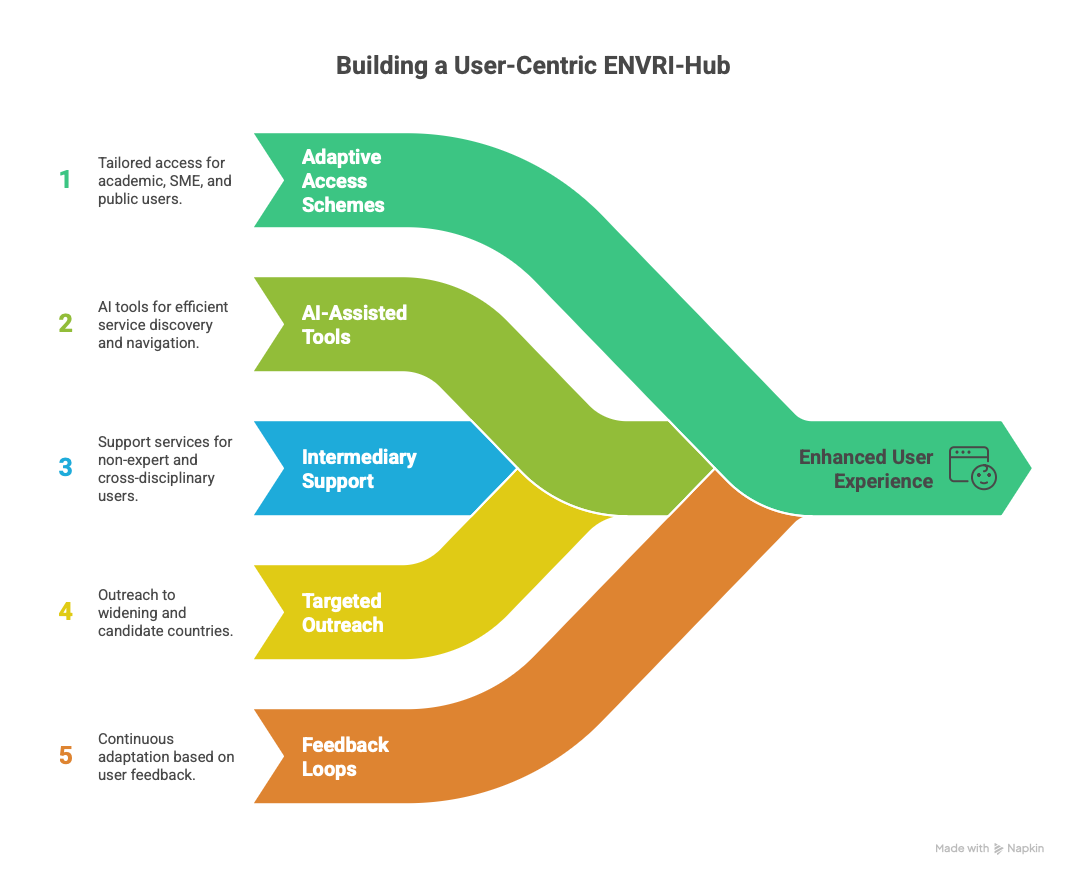 Building a User-Centric ENVRI-Hub
1
Tailored access for
academic, SME, and
public users.
Adaptive
Access
Schemes
2
AI tools for efficient
service discovery
and navigation.
AI-Assisted
Tools
3
Support services for
non-expert and
cross-disciplinary
users.
Intermediary
Support
Enhanced User
Experience
4
Outreach to
widening and
candidate countries.
Targeted
Outreach
5
Continuous
adaptation based on
user feedback.
Feedback
Loops
Made with Napkin